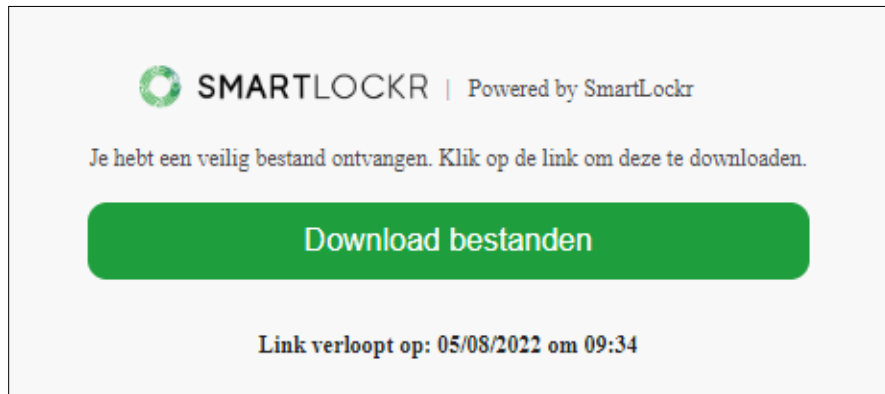 SMARTLOCKR | Powered by SmartLockr
Je hebt een veilig bestand ontvangen. Klik op de link om deze te downloaden.
Download bestanden
Link verloopt op: 05/08/2022 om 09:34